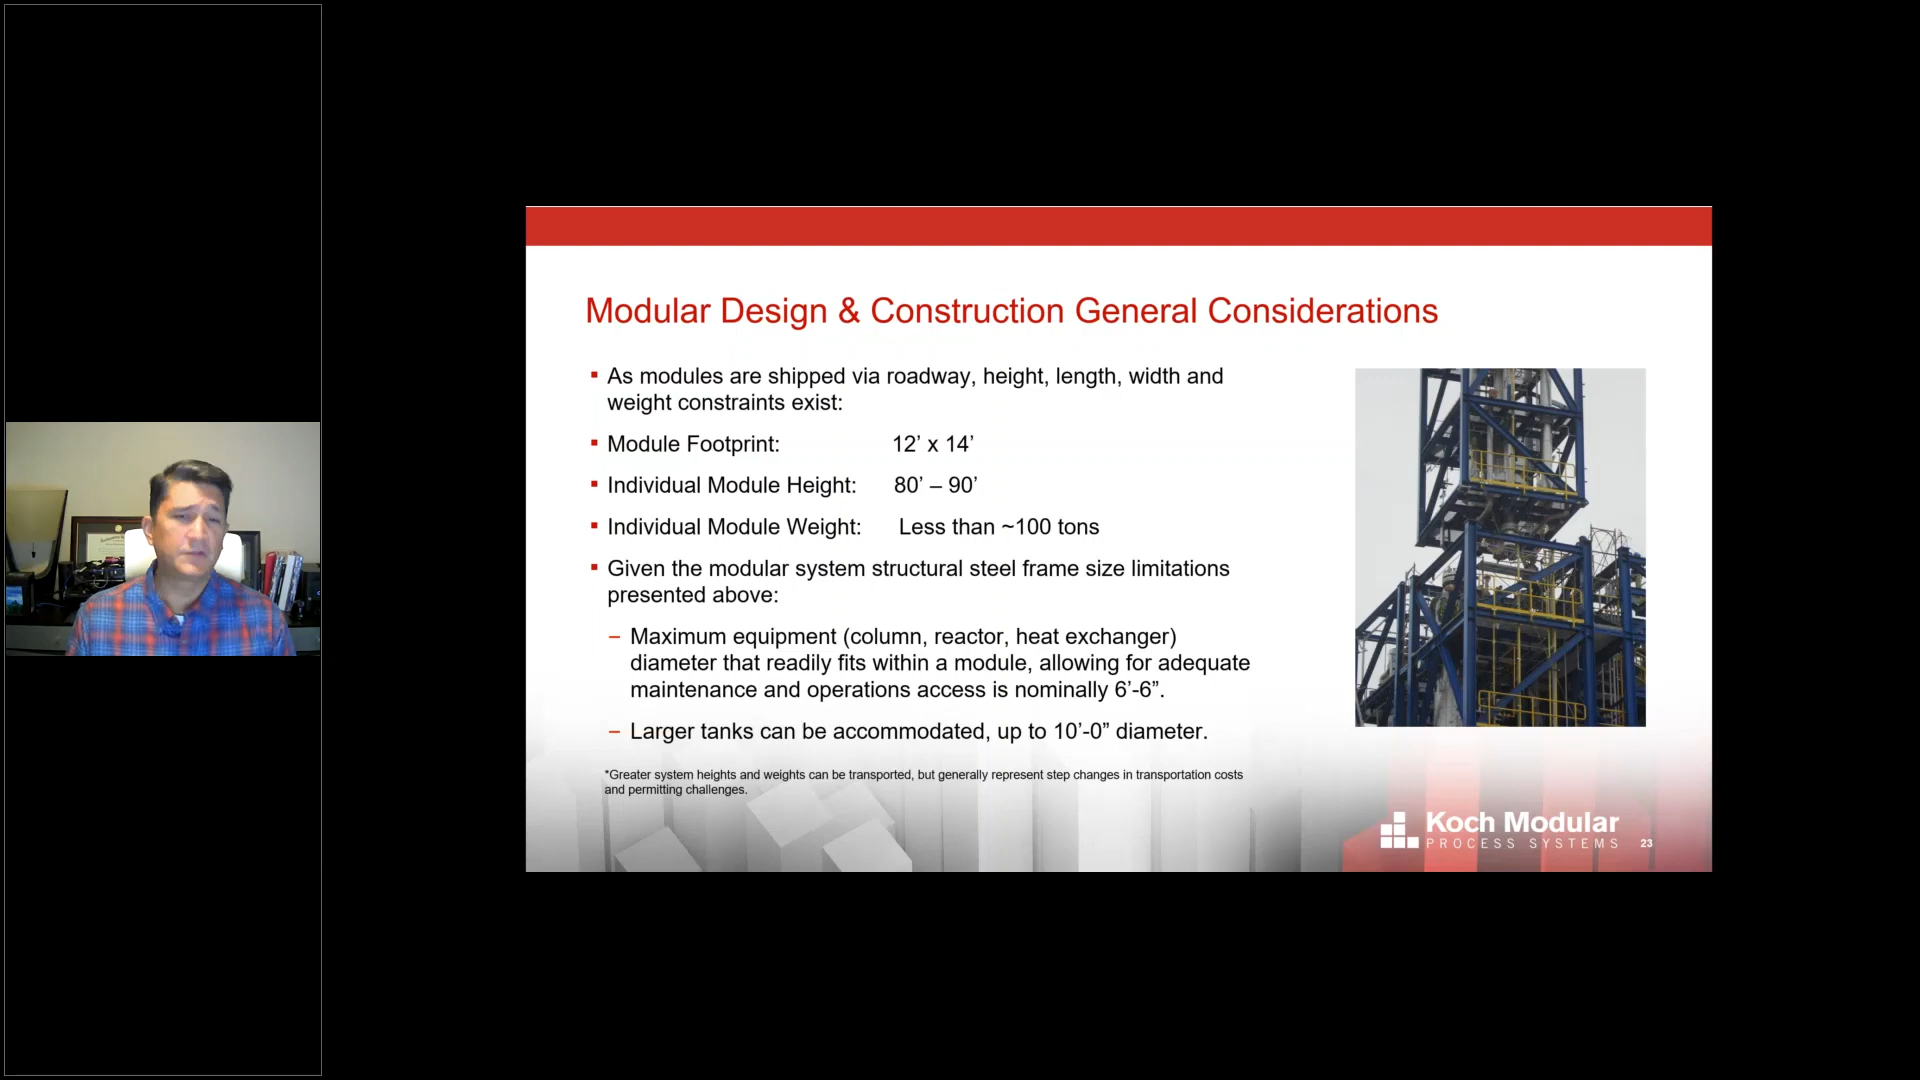 Modular Design & Construction General Considerations
▪ As modules are shipped via roadway, height, length, width and
weight constraints exist:
▪ Module Footprint: 12’ x 14’
▪ Individual Module Height: 80’ – 90’
▪ Individual Module Weight: Less than ~100 tons
▪ Given the modular system structural steel frame size limitations
presented above:
– Maximum equipment (column, reactor, heat exchanger)
diameter that readily fits within a module, allowing for adequate
maintenance and operations access is nominally 6’-6”.
– Larger tanks can be accommodated, up to 10’-0” diameter.
*Greater system heights and weights can be transported, but generally represent step changes in transportation costs
and permitting challenges.
Koch Modular
PROCESS SYSTEMS
23